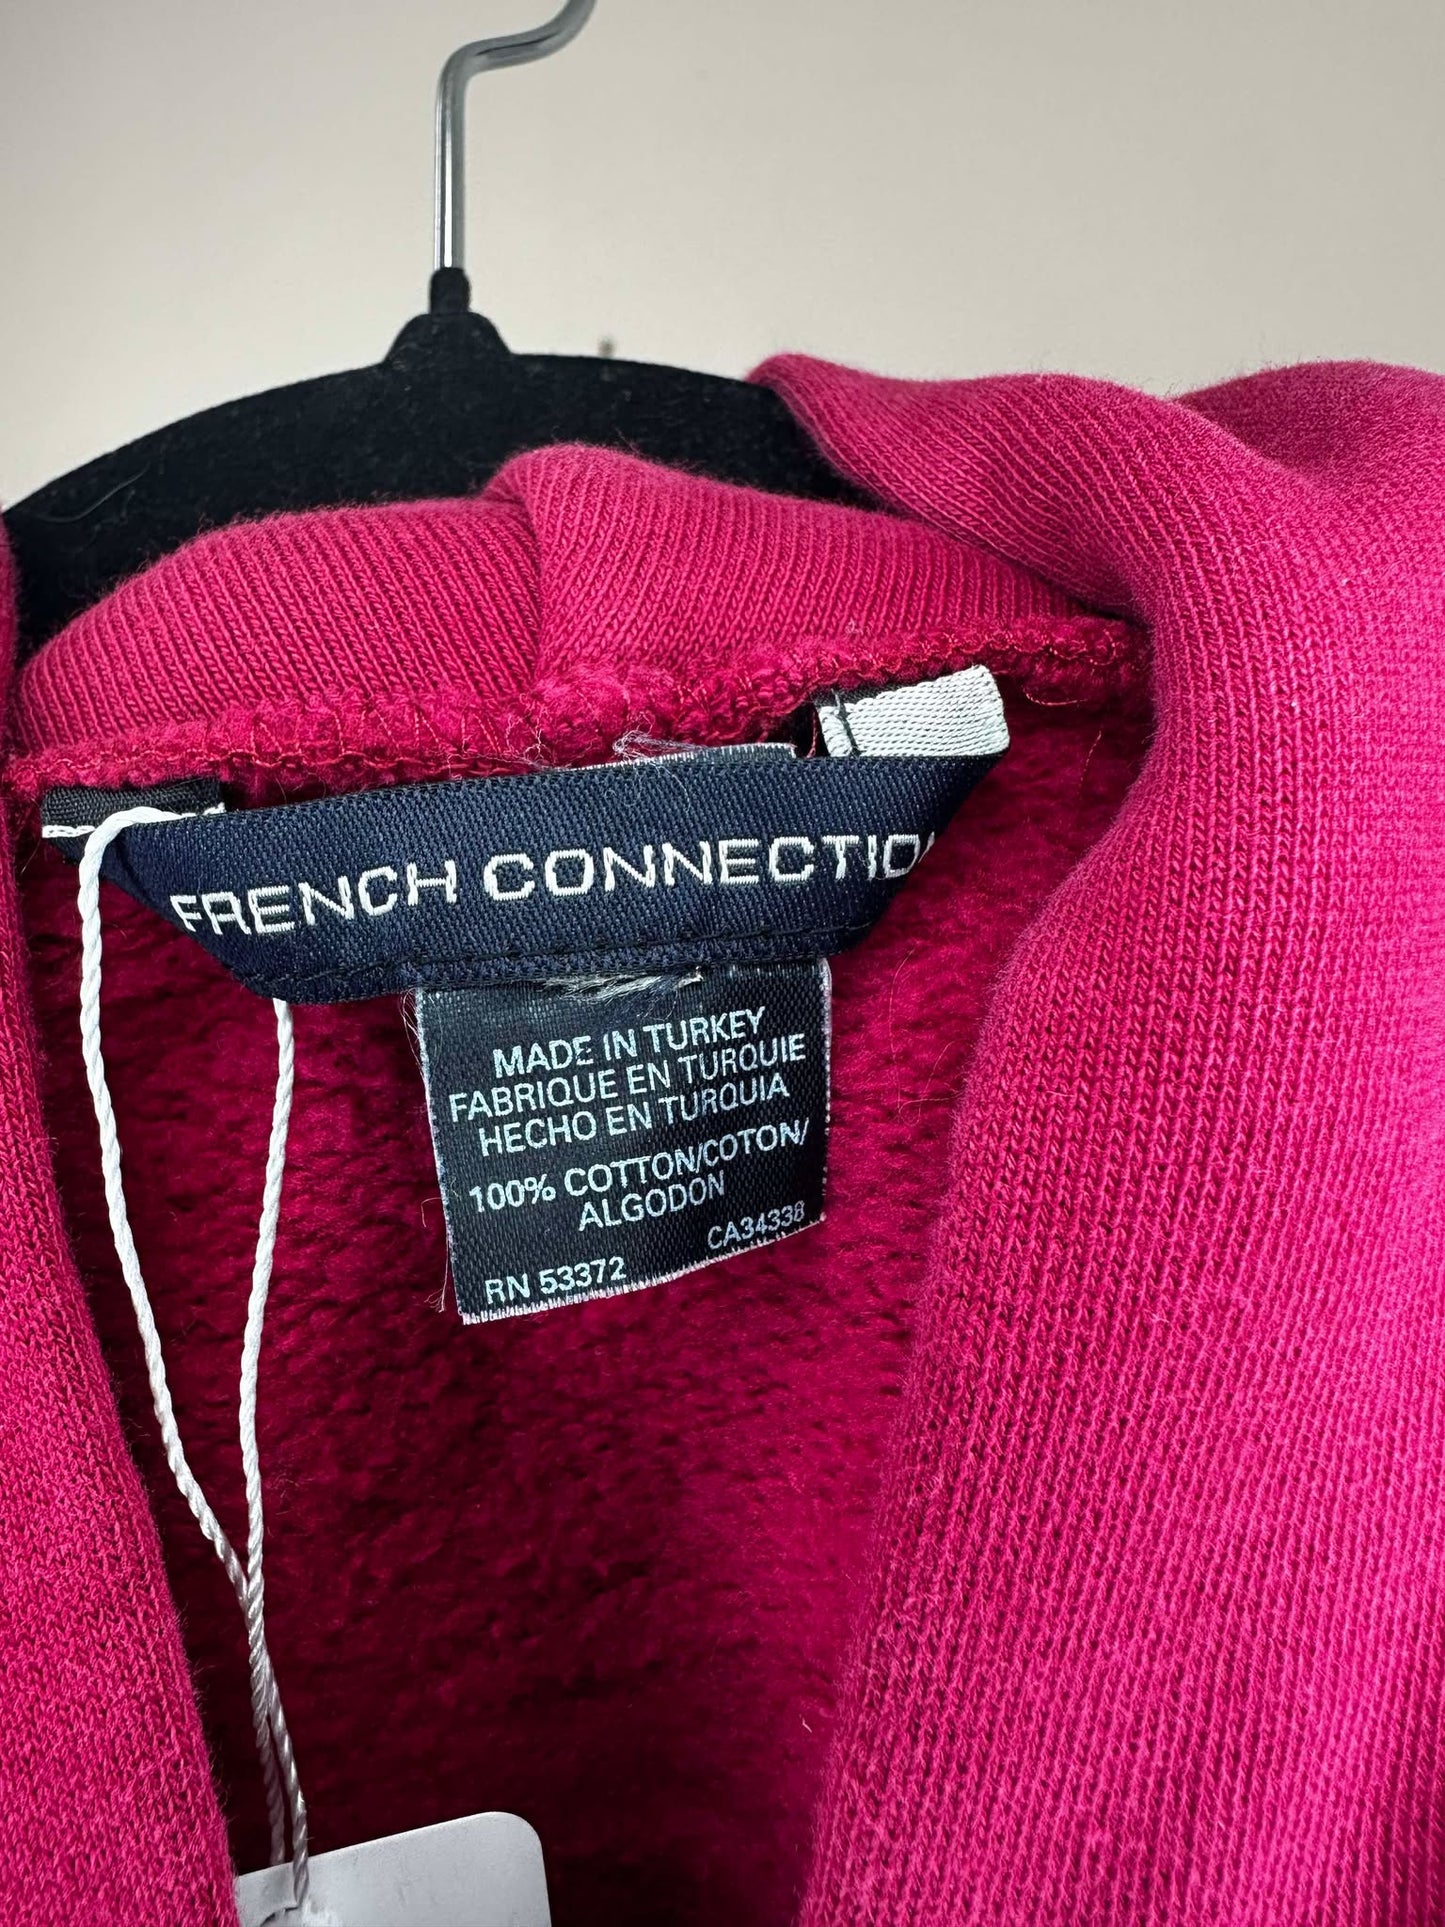 FRENCH CONNECTIO
MADE IN TURKEY
FABRIQUE EN TURQUIE
HECHO EN TURQUIA
100% COTTON/COTON/
ALGODON
RN 53372 CA34338